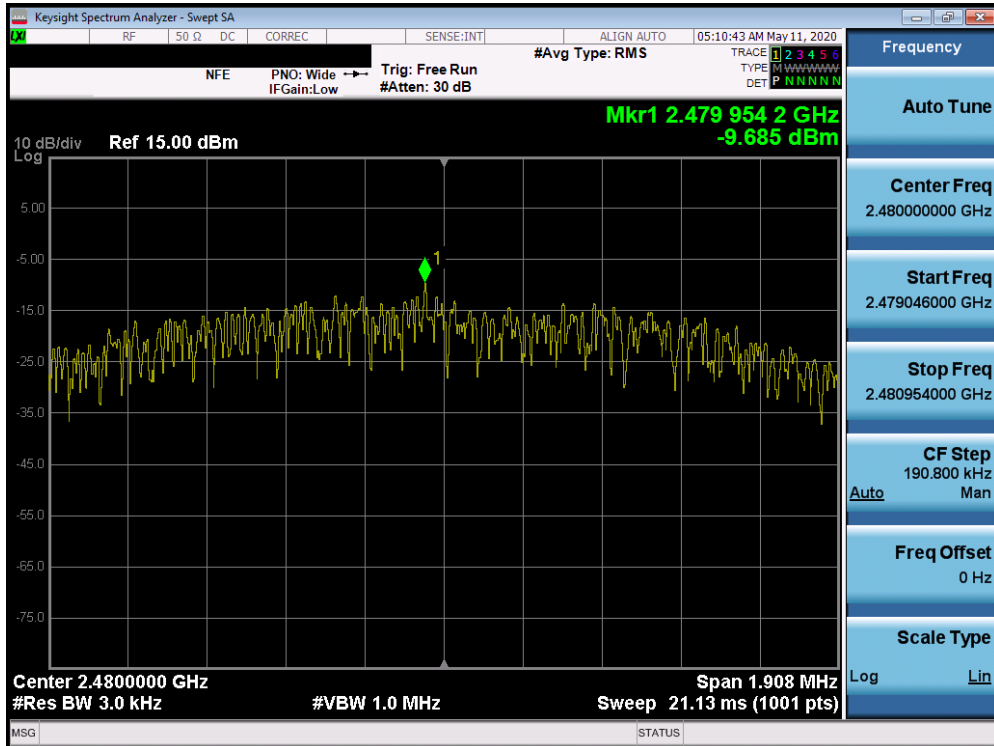 Keysight Spectrum Analyzer - Swept SA
LXI RF 50 Ω DC CORREC SENSE:INT ALIGN AUTO 05:10:43 AM May 11, 2020
NFE PNO: Wide Trig: Free Run #Avg Type: RMS TRACE 1 2 3 4 5 6
IFGain:Low #Atten: 30 dB TYPE M W W W W W
DET P N N N N N
Mkr1 2.479 954 2 GHz
-9.685 dBm
10 dB/div Ref 15.00 dBm
Log
5.00
-5.00
1
-15.0
-25.0
-35.0
-45.0
-55.0
-65.0
-75.0
Center 2.4800000 GHz Span 1.908 MHz
#Res BW 3.0 kHz #VBW 1.0 MHz Sweep 21.13 ms (1001 pts)
MSG STATUS
Frequency
Auto Tune
Center Freq
2.480000000 GHz
Start Freq
2.479046000 GHz
Stop Freq
2.480954000 GHz
CF Step
190.800 kHz
Auto Man
Freq Offset
0 Hz
Scale Type
Log Lin